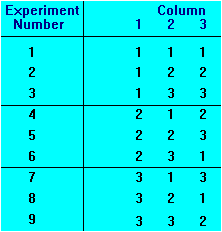 Experiment Column
Number 1 2 3
1 1 1 1
2 1 2 2
3 1 3 3
4 2 1 2
5 2 2 3
6 2 3 1
7 3 1 3
8 3 2 1
9 3 3 2